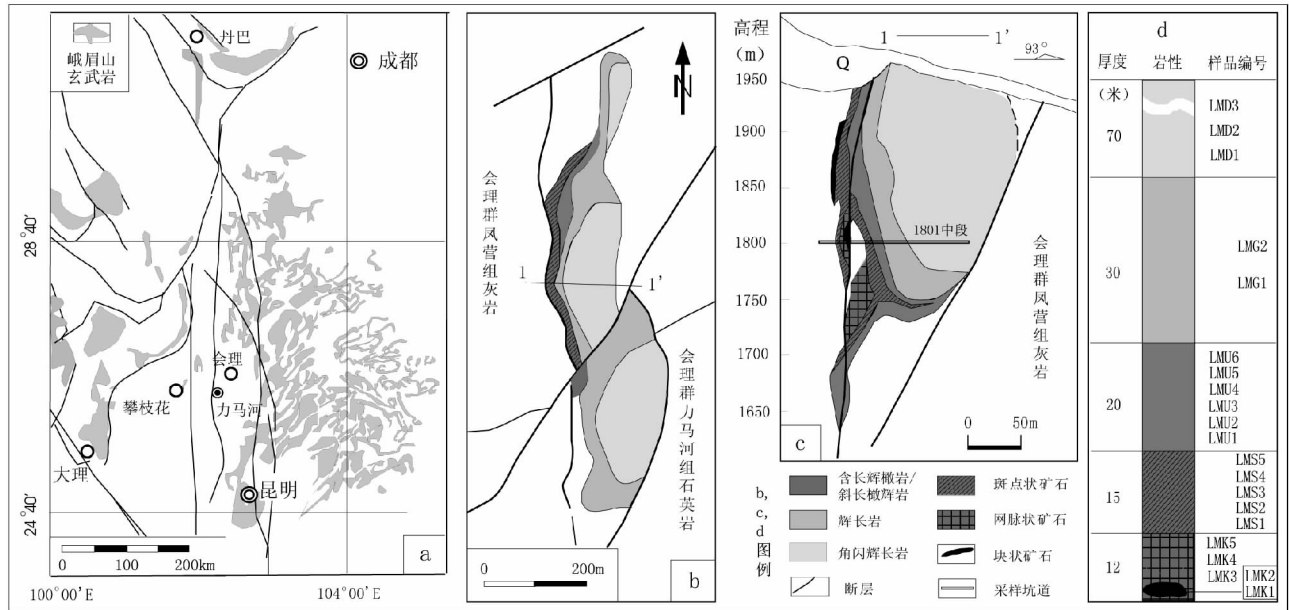 峨眉山
玄武岩
丹巴
成都
28°40'
会理
攀枝花
力马河
大理
昆明
24°40'
0 100 200km
a
100°00'E
104°00'E
N
会理群凤营组灰岩
1 1'
会理群力马河组石英岩
0 200m
b
高程
(m)
1950
1900
1850
1800
1750
1700
1650
1 1'
93°
Q
1801中段
会理群凤营组灰岩
0 50m
c
b,
c,
d
图
例
含长辉橄岩/
斜长橄辉岩
辉长岩
角闪辉长岩
断层
斑点状矿石
网脉状矿石
块状矿石
采样坑道
d
厚度 岩性 样品编号
(米)
70
LMD3
LMD2
LMD1
30
LMG2
LMG1
20
LMU6
LMU5
LMU4
LMU3
LMU2
LMU1
15
LMS5
LMS4
LMS3
LMS2
LMS1
12
LMK5
LMK4
LMK3
LMK2
LMK1